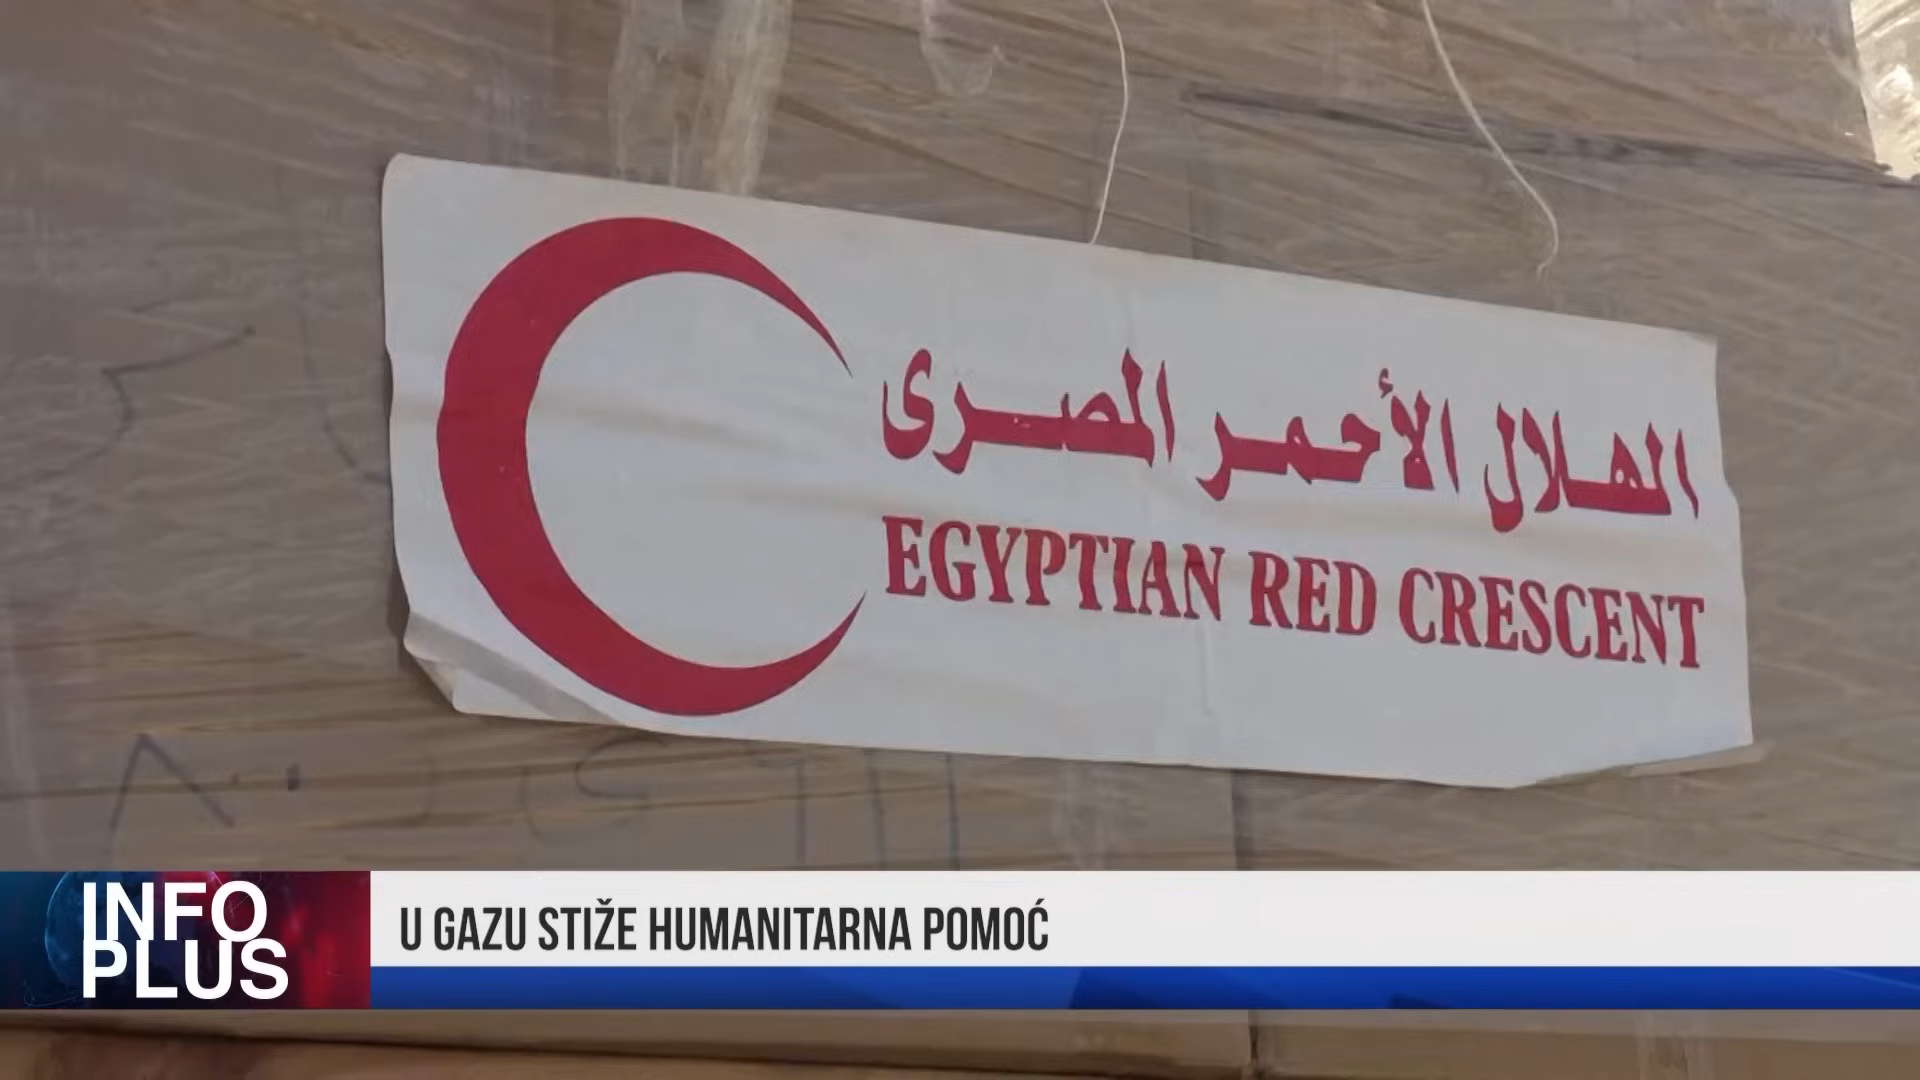 الهلال الأحمر المصرى
EGYPTIAN RED CRESCENT
INFO
PLUS
U GAZU STIŽE HUMANITARNA POMOĆ